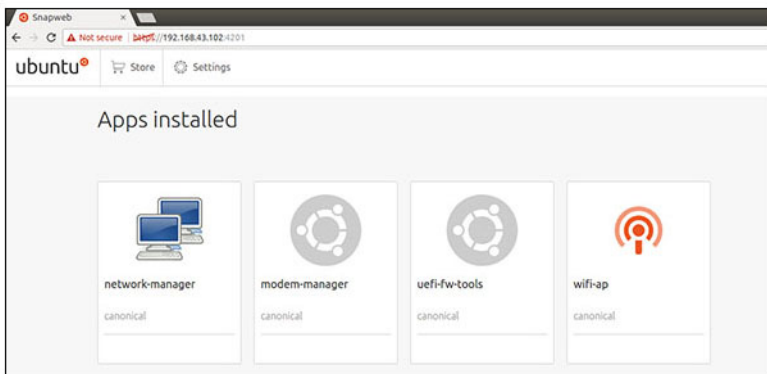 Snapweb ×
Not secure https://192.168.43.102:4201
ubuntu Store Settings
Apps installed
network-manager modem-manager uefi-fw-tools wifi-ap
canonical canonical canonical canonical